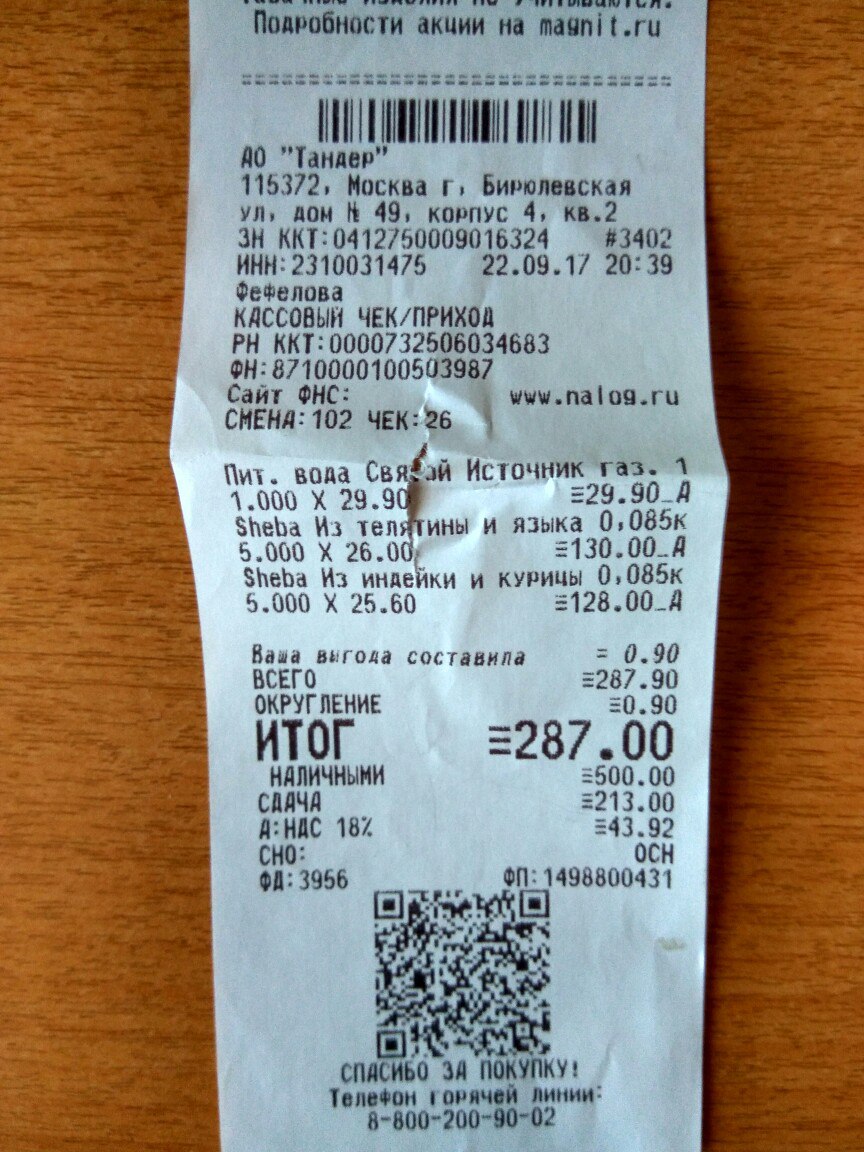 Табачные изделия не учитываются.
Подробности акции на magnit.ru
========================================
АО "Тандер"
115372, Москва г, Бирюлевская
ул, дом № 49, корпус 4, кв.2
ЗН ККТ:0412750009016324 #3402
ИНН:2310031475 22.09.17 20:39
Фефелова
КАССОВЫЙ ЧЕК/ПРИХОД
РН ККТ:0000732506034683
ФН:8710000100503987
Сайт ФНС: www.nalog.ru
СМЕНА:102 ЧЕК:26
Пит. вода Святой Источник газ. 1
1.000 X 29.90 ≡29.90_А
Sheba Из телятины и языка 0,085к
5.000 X 26.00 ≡130.00_А
Sheba Из индейки и курицы 0,085к
5.000 X 25.60 ≡128.00_А
Ваша выгода составила = 0.90
ВСЕГО ≡287.90
ОКРУГЛЕНИЕ ≡0.90
ИТОГ ≡287.00
НАЛИЧНЫМИ ≡500.00
СДАЧА ≡213.00
А:НДС 18% ≡43.92
СНО: ОСН
ФД:3956 ФП:1498800431
СПАСИБО ЗА ПОКУПКУ!
Телефон горячей линии:
8-800-200-90-02